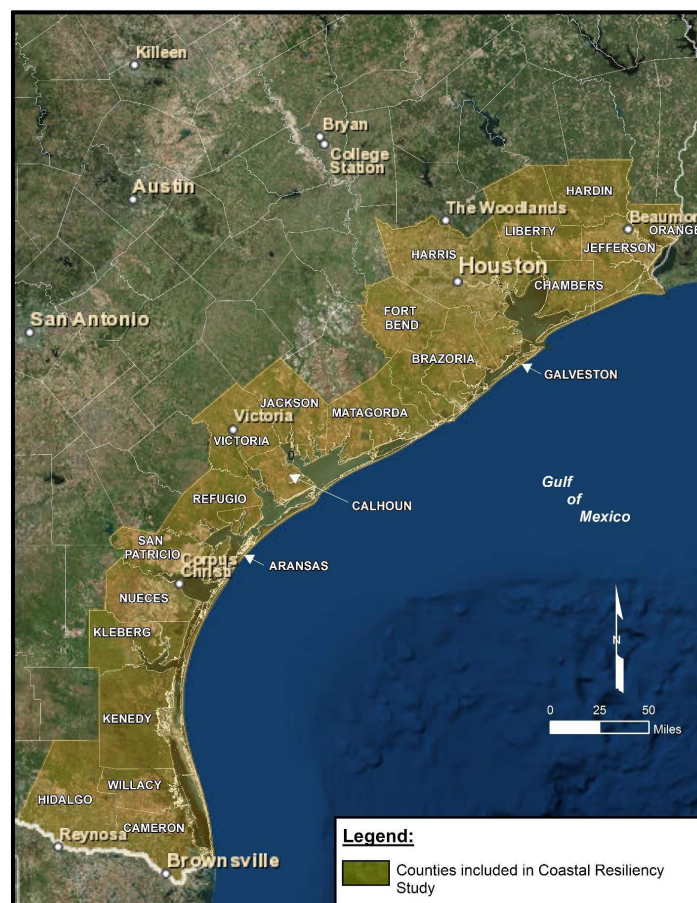 Killeen
Bryan
College
Station
Austin
HARDIN
The Woodlands
Beaumon
LIBERTY
ORANGE
JEFFERSON
HARRIS
Houston
CHAMBERS
San Antonio
FORT
BEND
BRAZORIA
GALVESTON
JACKSON
MATAGORDA
Victoria
VICTORIA
CALHOUN
REFUGIO
Gulf
of
Mexico
SAN
PATRICIO
Corpus
Christi
ARANSAS
NUECES
KLEBERG
N
KENEDY
0 25 50
Miles
WILLACY
HIDALGO
CAMERON
Reynosa
Brownsville
Legend:
Counties included in Coastal Resiliency
Study